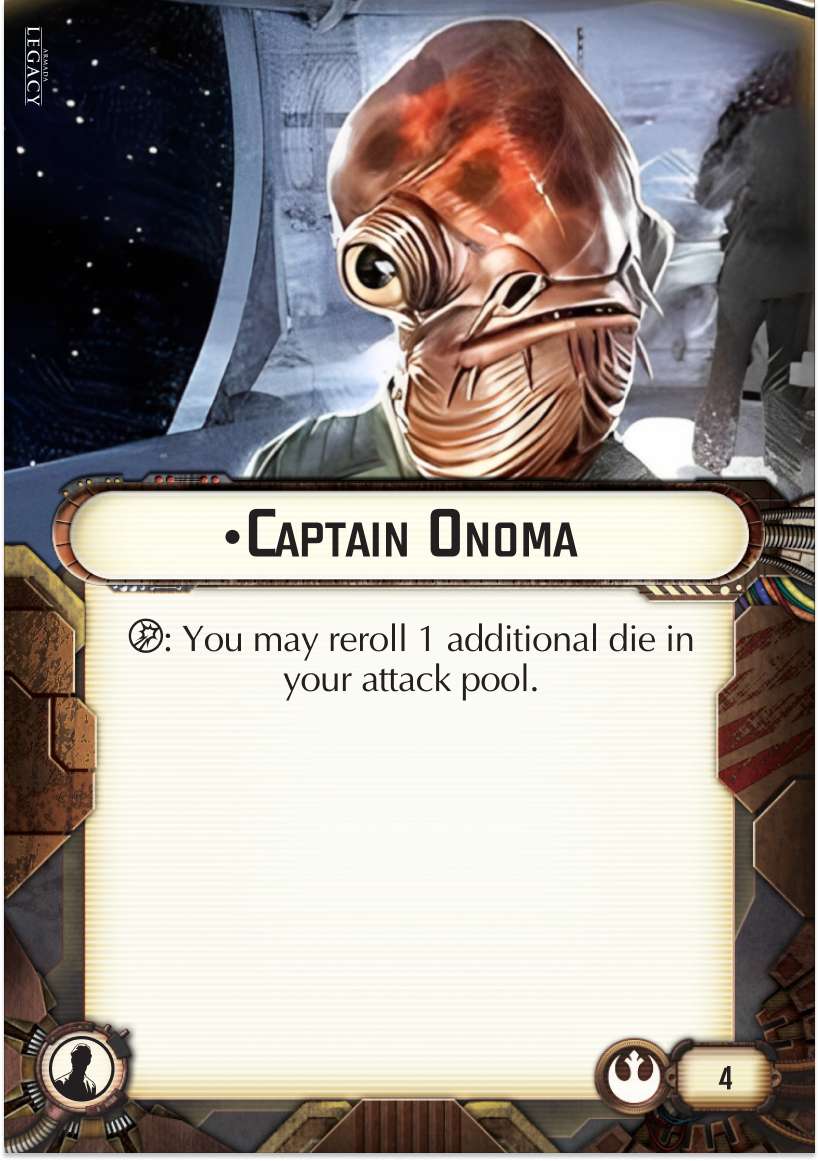 ARMADA
LEGACY
•Captain Onoma
: You may reroll 1 additional die in
your attack pool.
4